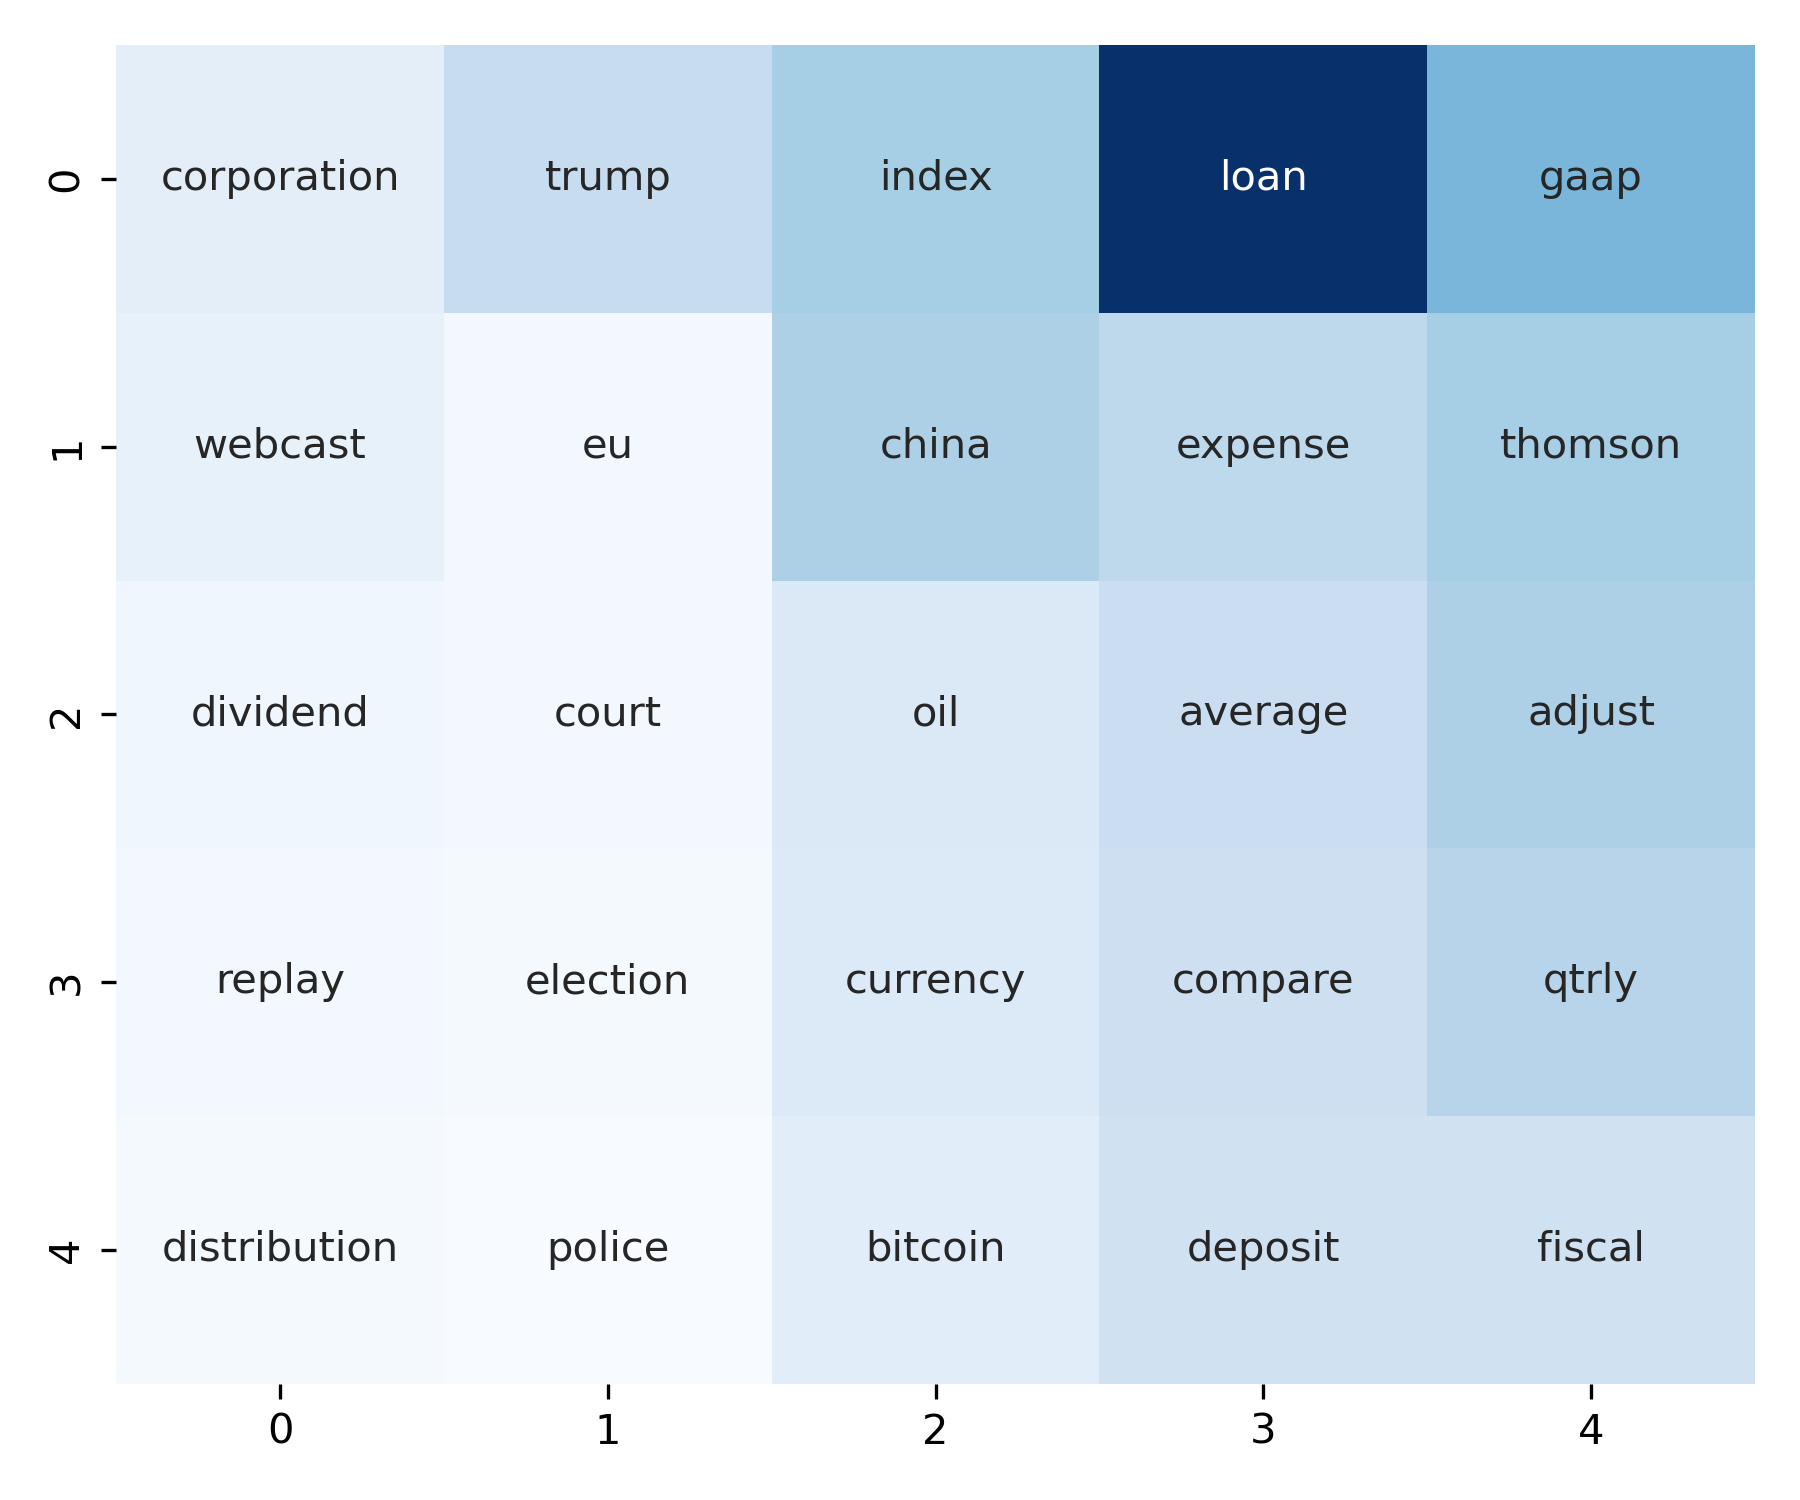 0 corporation trump index loan gaap
1 webcast eu china expense thomson
2 dividend court oil average adjust
3 replay election currency compare qtrly
4 distribution police bitcoin deposit fiscal
0 1 2 3 4